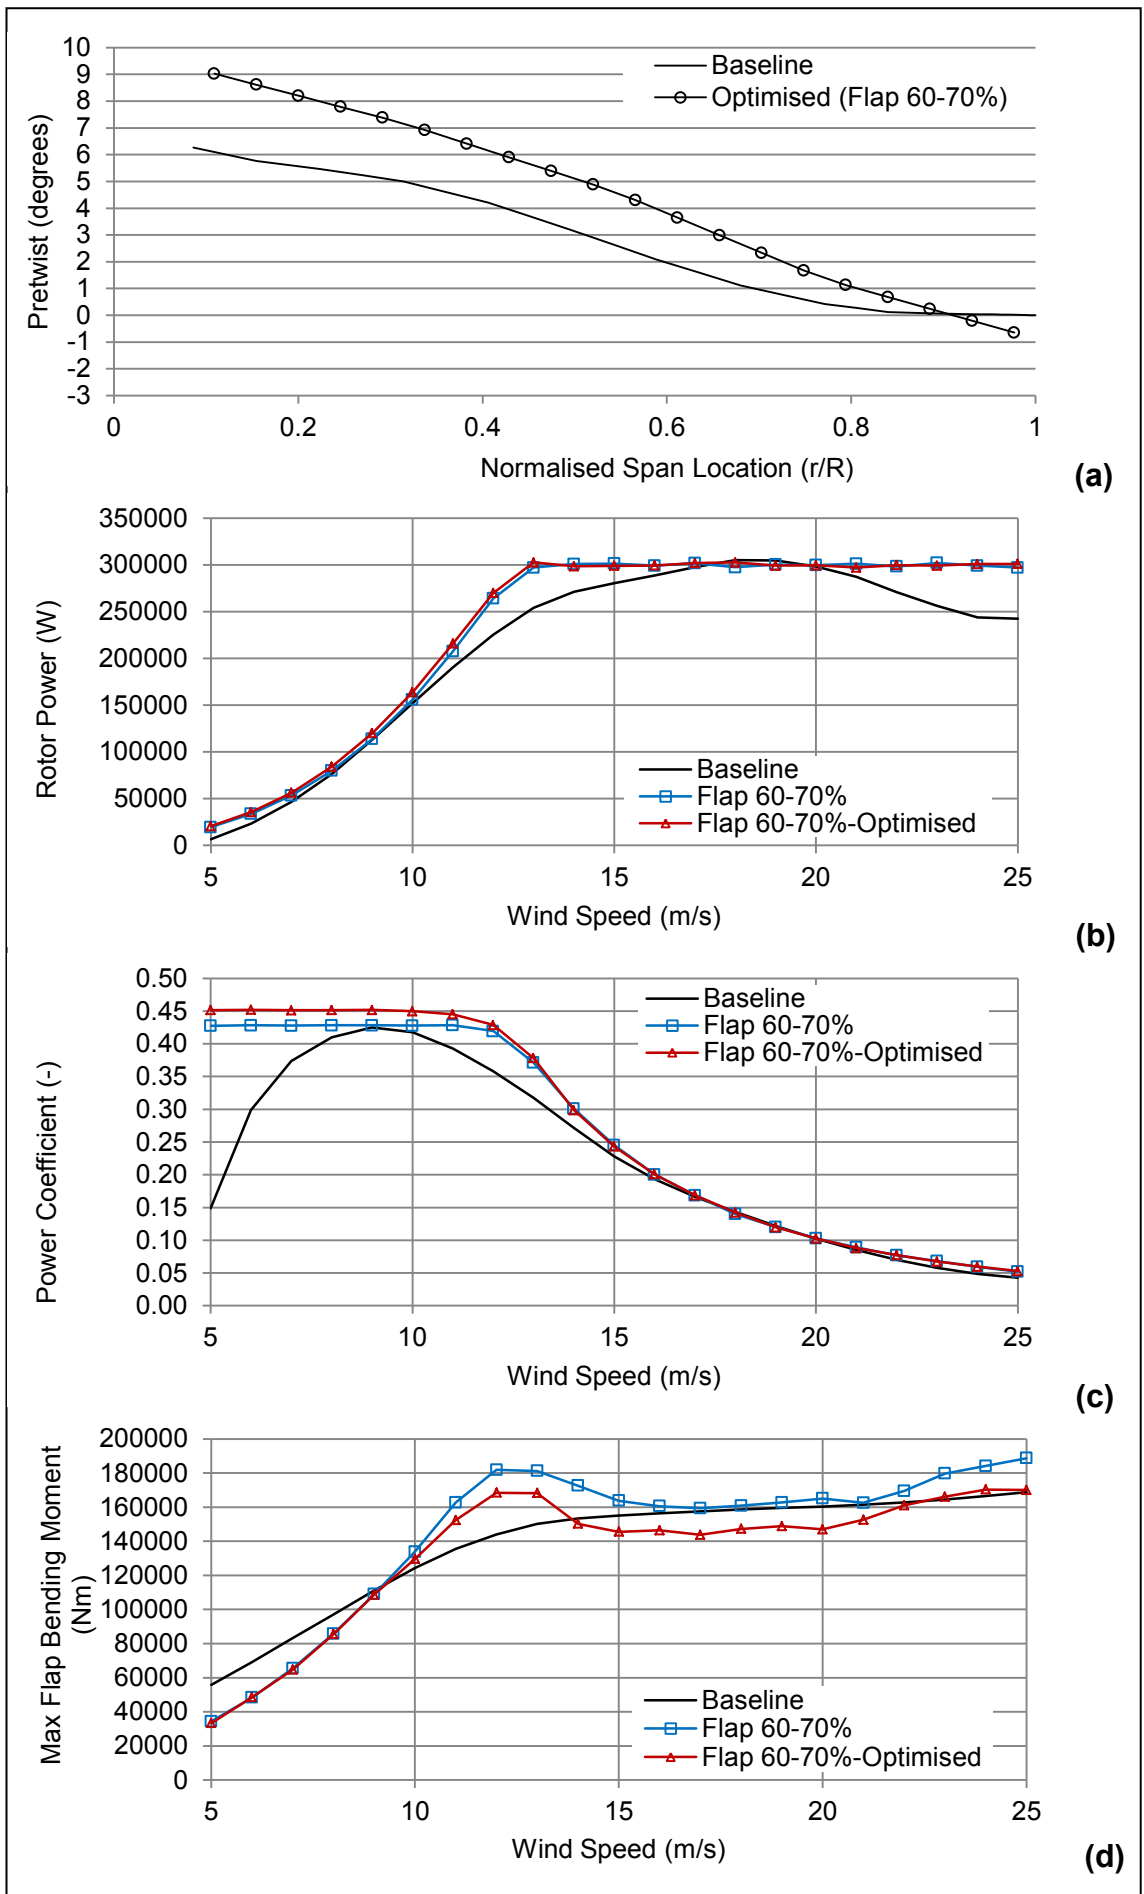 10
9
8
7
6
5
4
3
2
1
0
-1
-2
-3
Pretwist (degrees)
Baseline
Optimised (Flap 60-70%)
0 0.2 0.4 0.6 0.8 1
Normalised Span Location (r/R)
(a)
350000
300000
250000
200000
150000
100000
50000
0
Rotor Power (W)
Baseline
Flap 60-70%
Flap 60-70%-Optimised
5 10 15 20 25
Wind Speed (m/s)
(b)
0.50
0.45
0.40
0.35
0.30
0.25
0.20
0.15
0.10
0.05
0.00
Power Coefficient (-)
Baseline
Flap 60-70%
Flap 60-70%-Optimised
5 10 15 20 25
Wind Speed (m/s)
(c)
200000
180000
160000
140000
120000
100000
80000
60000
40000
20000
0
Max Flap Bending Moment
(Nm)
Baseline
Flap 60-70%
Flap 60-70%-Optimised
5 10 15 20 25
Wind Speed (m/s)
(d)